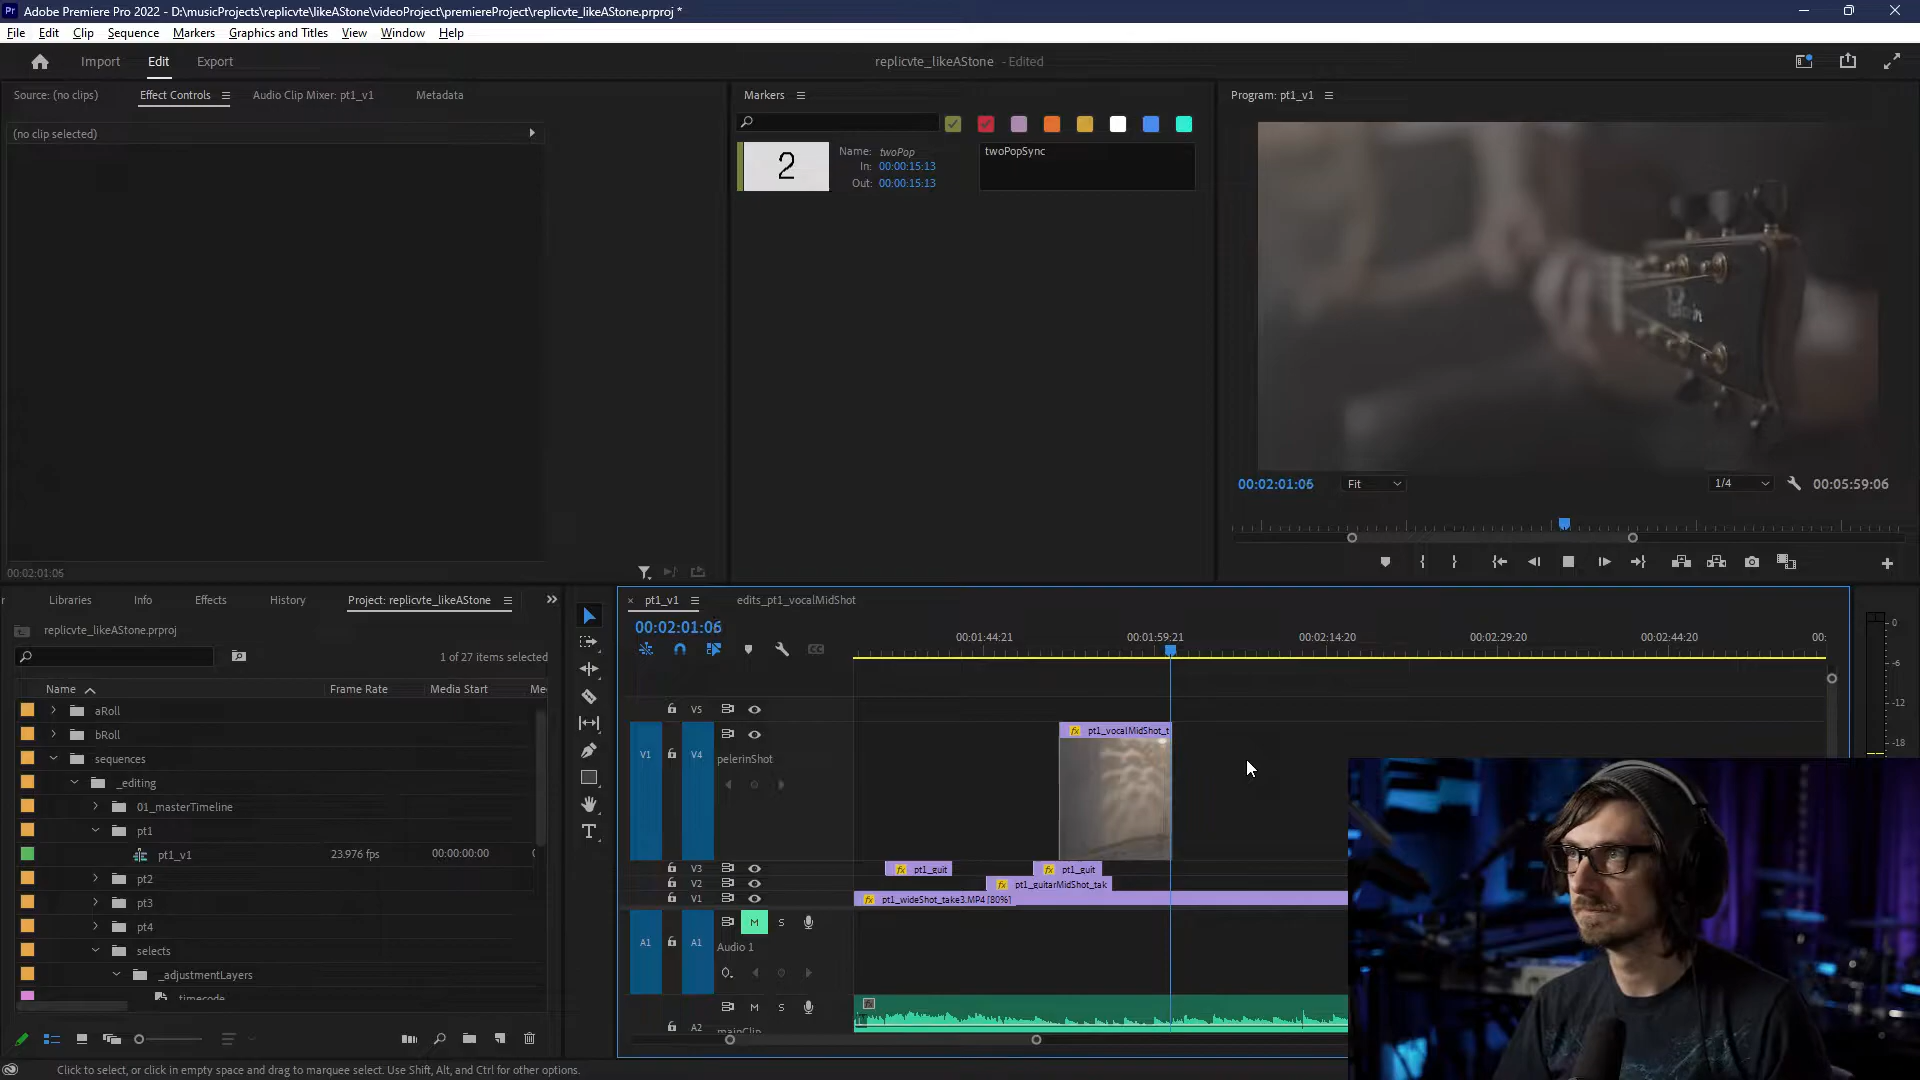 Pr Adobe Premiere Pro 2022 - D:\musicProjects\replicvte\likeAStone\videoProject\premiereProject\replicvte_likeAStone.prproj *
File Edit Clip Sequence Markers Graphics and Titles View Window Help
Import Edit Export
replicvte_likeAStone - Edited
Source: (no clips) Effect Controls Audio Clip Mixer: pt1_v1 Metadata
(no clip selected)
00:02:01:06
Markers
2
Name: twoPop
In: 00:00:15:13
Out: 00:00:15:13
twoPopSync
Program: pt1_v1
00:02:01:06 Fit 1/4 00:05:59:06
r Libraries Info Effects History Project: replicvte_likeAStone
replicvte_likeAStone.prproj
1 of 27 items selected
Name Frame Rate Media Start Me
aRoll
bRoll
sequences
_editing
01_masterTimeline
pt1
pt1_v1 23.976 fps 00:00:00:00
pt2
pt3
pt4
selects
_adjustmentLayers
timecode
× pt1_v1 edits_pt1_vocalMidShot
00:02:01:06
00:01:44:21 00:01:59:21 00:02:14:20 00:02:29:20 00:02:44:20 00:
V5
V1 V4 pelerinShot
fx pt1_vocalMidShot_t
V3 fx pt1_guit fx pt1_guit
V2 fx pt1_guitarMidShot_tak
V1 fx pt1_wideShot_take3.MP4 [80%]
A1 A1 M S
Audio 1
M S
A2 mainClip
0
-6
-12
-18
Click to select, or click in empty space and drag to marquee select. Use Shift, Alt, and Ctrl for other options.